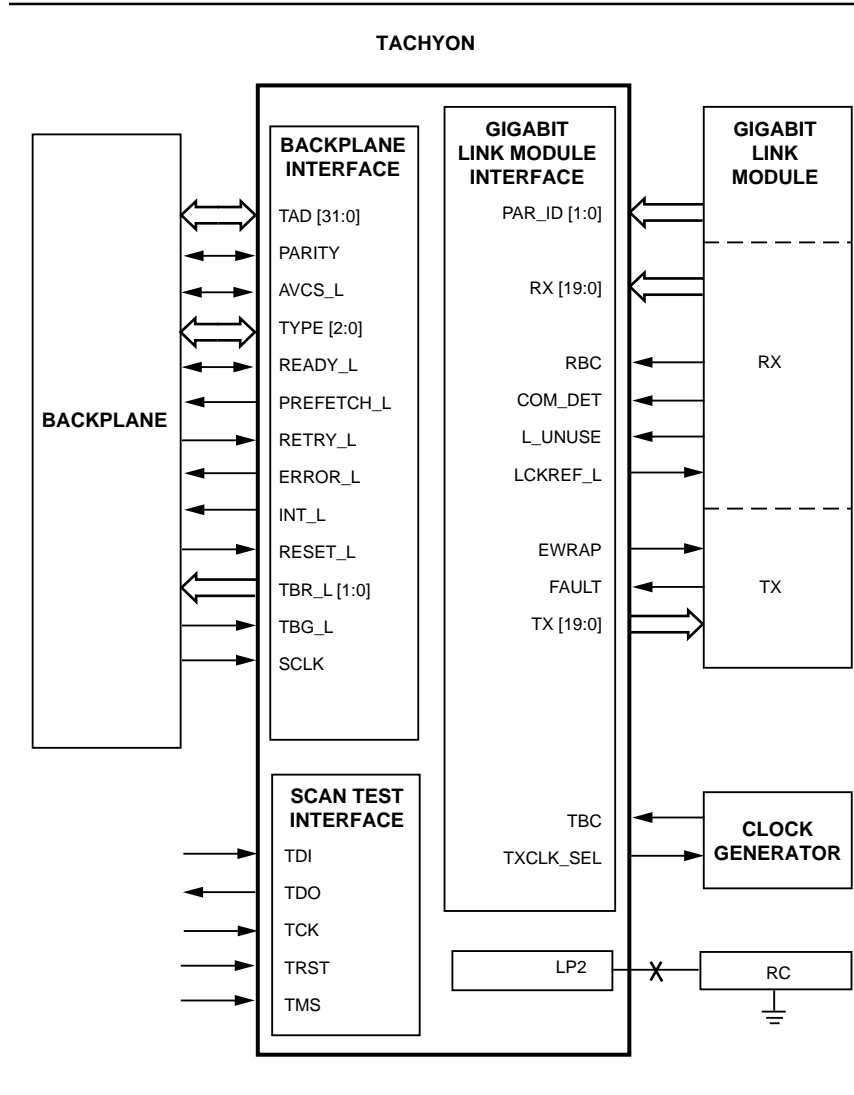 TACHYON
BACKPLANE
BACKPLANE
INTERFACE
TAD [31:0]
PARITY
AVCS_L
TYPE [2:0]
READY_L
PREFETCH_L
RETRY_L
ERROR_L
INT_L
RESET_L
TBR_L [1:0]
TBG_L
SCLK
SCAN TEST
INTERFACE
TDI
TDO
TCK
TRST
TMS
GIGABIT
LINK MODULE
INTERFACE
PAR_ID [1:0]
RX [19:0]
RBC
COM_DET
L_UNUSE
LCKREF_L
EWRAP
FAULT
TX [19:0]
TBC
TXCLK_SEL
LP2
GIGABIT
LINK
MODULE
RX
TX
CLOCK
GENERATOR
RC